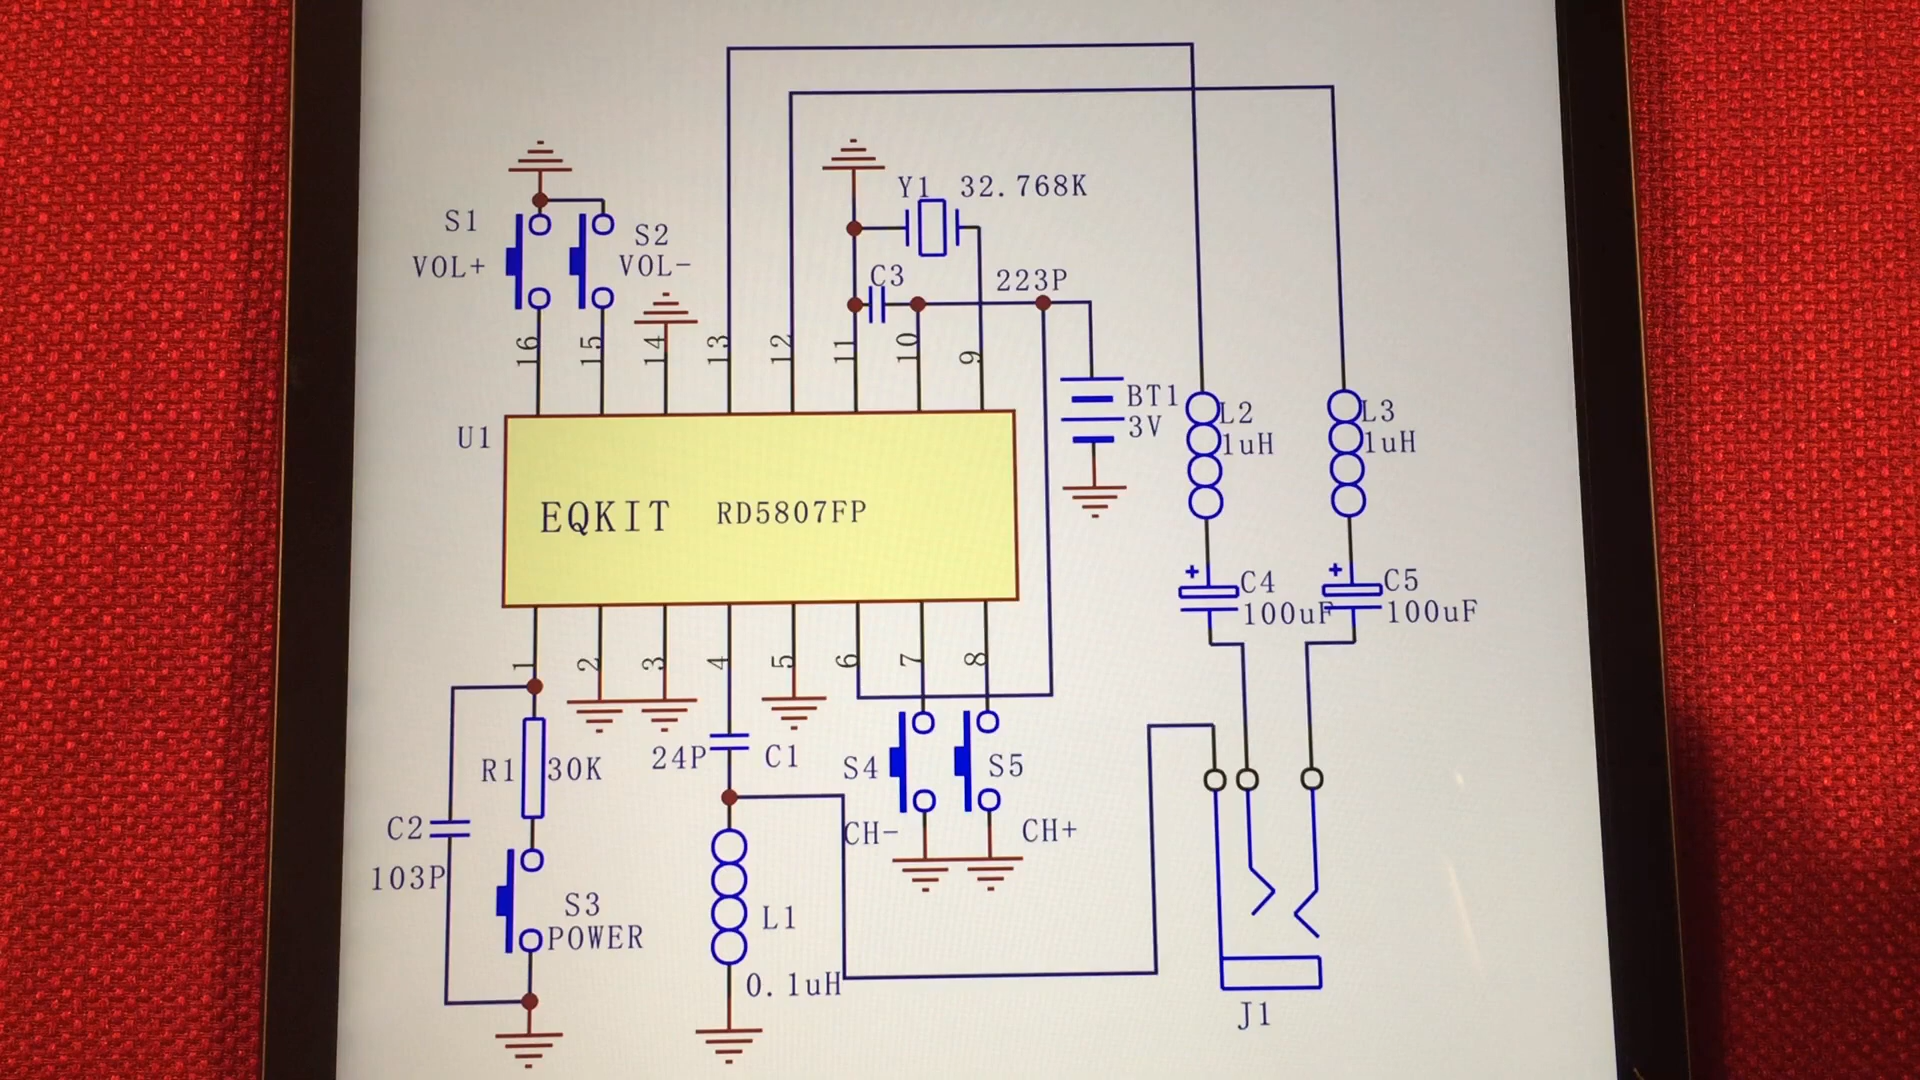 Y1 32.768K
S1
VOL+
S2
VOL-
C3
223P
16
15
14
13
12
11
10
9
BT1
3V
L2
1uH
L3
1uH
U1
EQKIT RD5807FP
+
C4
100uF
+
C5
100uF
1
2
3
4
5
6
7
8
R1
30K
24P
C1
S4
S5
C2
103P
CH-
CH+
S3
POWER
L1
0.1uH
J1